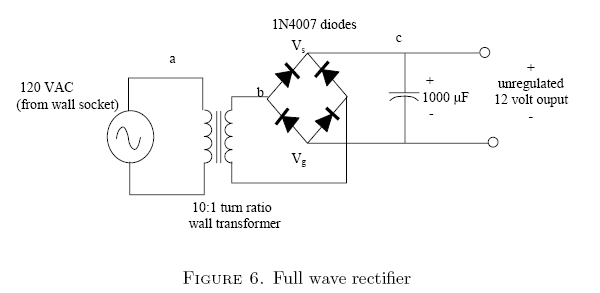 1N4007 diodes
Vs
c
a
+
120 VAC
(from wall socket)
b
+
1000 μF
-
unregulated
12 volt ouput
-
Vg
10:1 turn ratio
wall transformer
FIGURE 6. Full wave rectifier